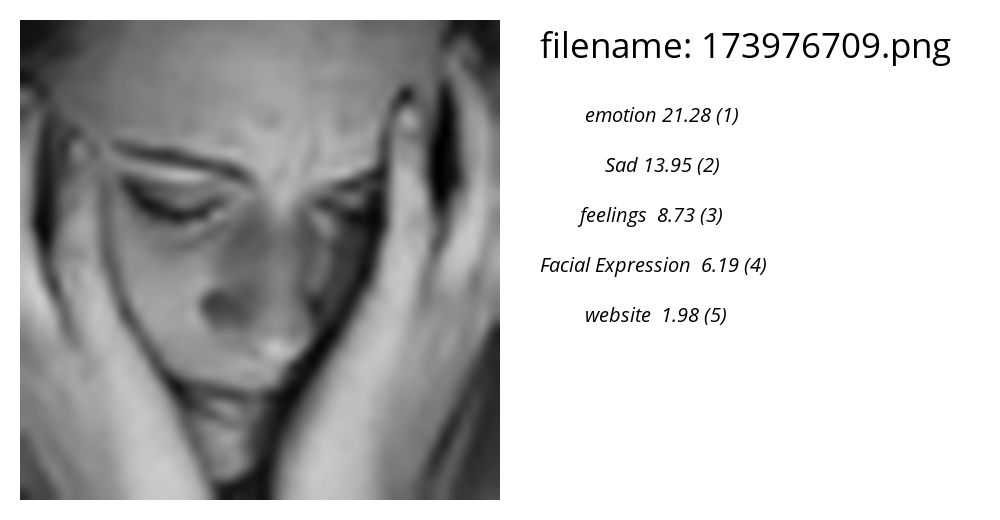 filename: 173976709.png
emotion 21.28 (1)
Sad 13.95 (2)
feelings 8.73 (3)
Facial Expression 6.19 (4)
website 1.98 (5)